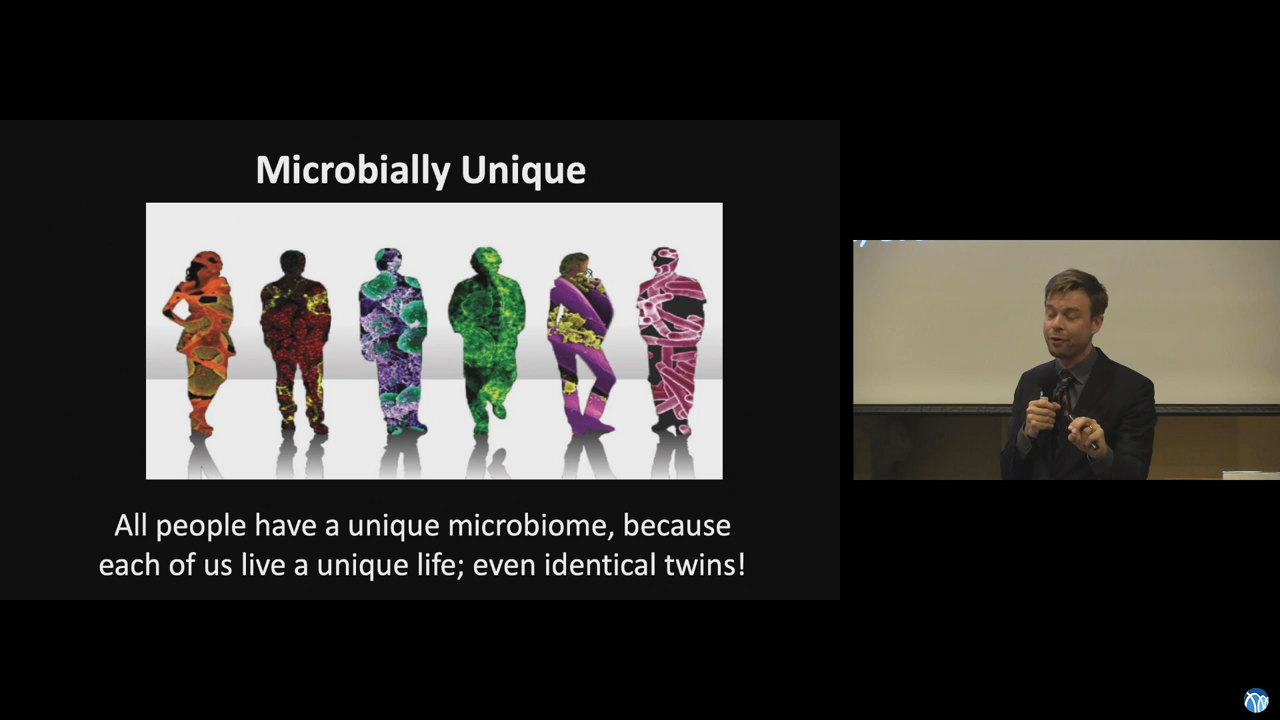 Microbially Unique
All people have a unique microbiome, because
each of us live a unique life; even identical twins!